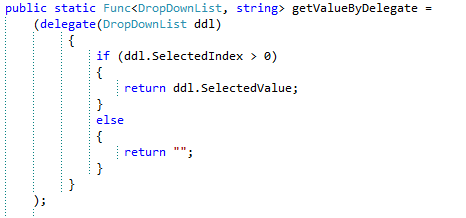 public static Func<DropDownList, string> getValueByDelegate =
(delegate(DropDownList ddl)
{
if (ddl.SelectedIndex > 0)
{
return ddl.SelectedValue;
}
else
{
return "";
}
}
);